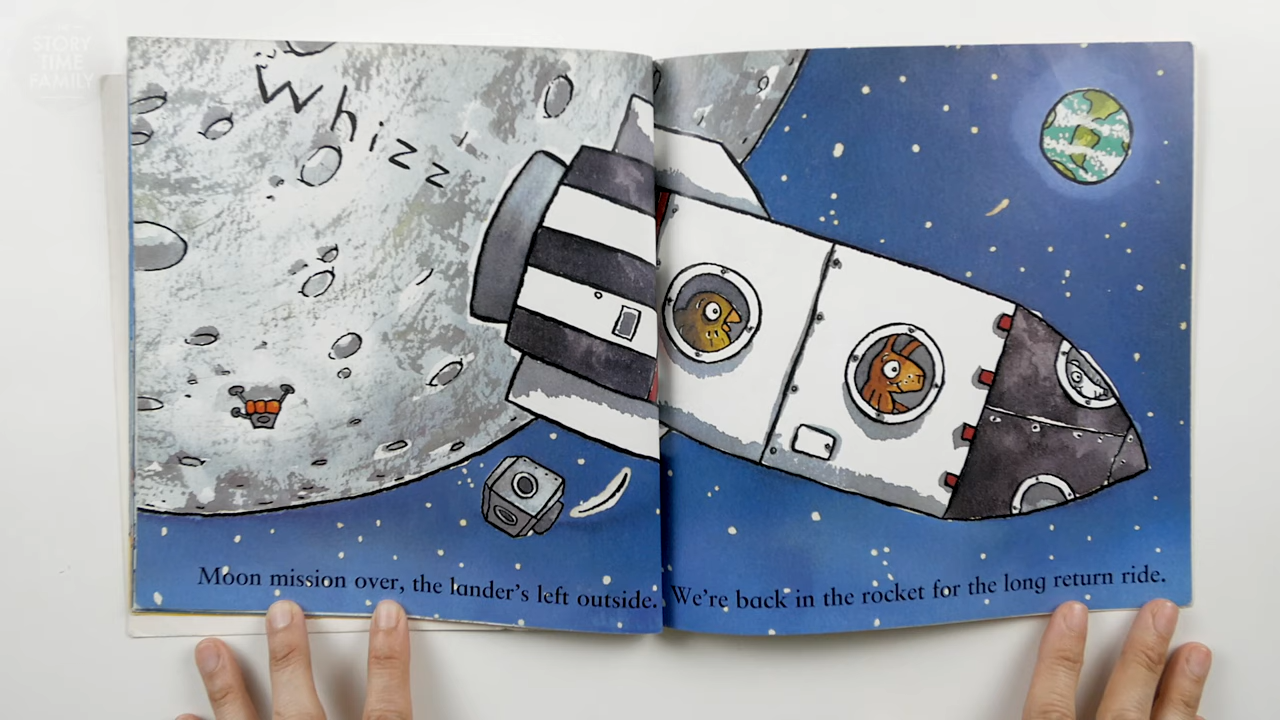 STORY
TIME
FAMILY
Whizz!
Moon mission over, the lander's left outside.
We're back in the rocket for the long return ride.